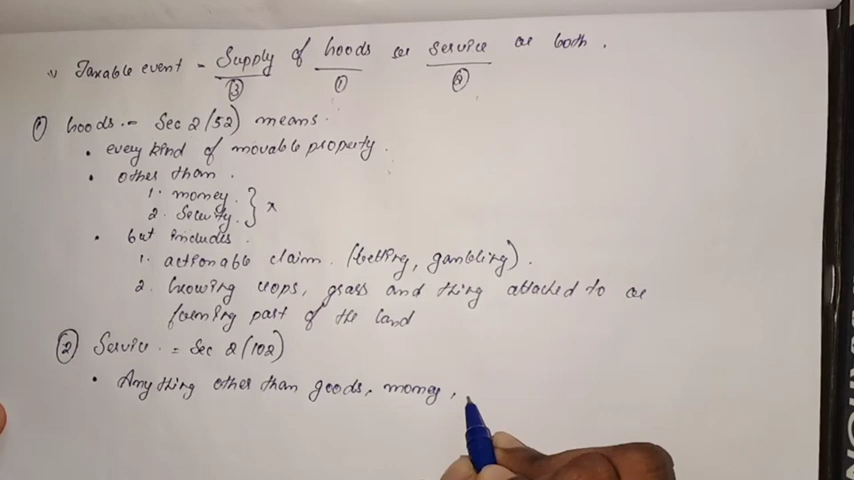 Taxable event = Supply of Goods or service or both.
③ ① ②
① Goods - Sec 2(52) means.
• every kind of movable property.
• other than.
1. money.
2. Security. } x
• but includes.
1. actionable claim. (betting, gambling).
2. Growing crops, grass and thing attached to or
forming part of the land
② Service. = Sec 2(102)
• Anything other than goods, money,